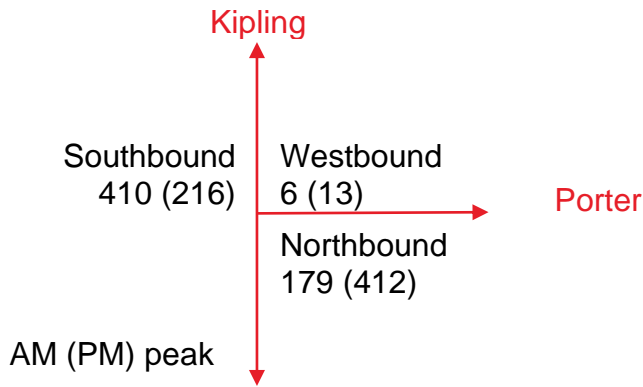 Kipling
Southbound
410 (216)
Westbound
6 (13)
Porter
Northbound
179 (412)
AM (PM) peak